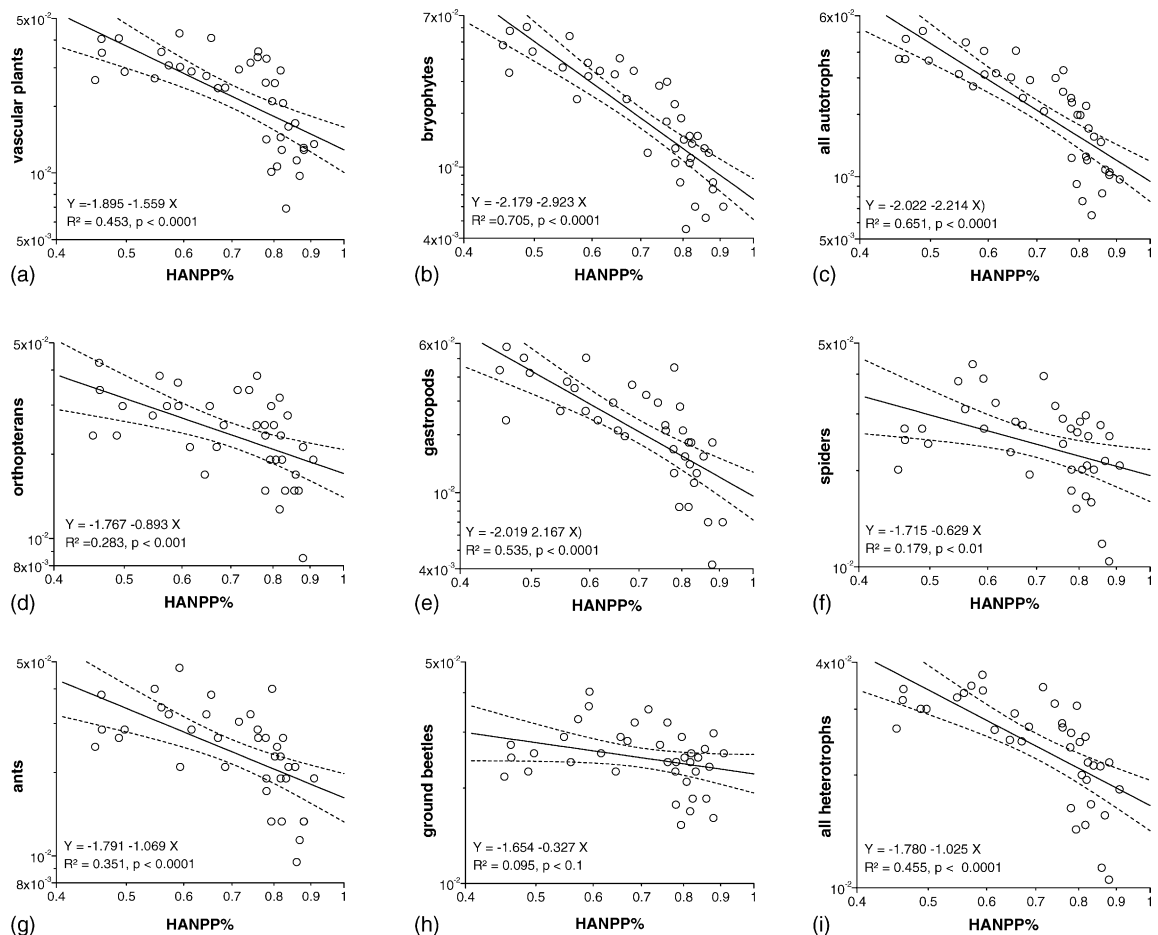 5x10⁻²
vascular plants
10⁻²
Y =-1.895 -1.559 X
R² = 0.453, p < 0.0001
5x10⁻³
0.4 0.5 0.6 0.7 0.8 0.9 1
(a) HANPP%
7x10⁻²
bryophytes
10⁻²
Y = -2.179 -2.923 X
R² =0.705, p < 0.0001
4x10⁻³
0.4 0.5 0.6 0.7 0.8 0.9 1
(b) HANPP%
6x10⁻²
all autotrophs
10⁻²
Y = -2.022 -2.214 X)
R² = 0.651, p < 0.0001
5x10⁻³
0.4 0.5 0.6 0.7 0.8 0.9 1
(c) HANPP%
5x10⁻²
orthopterans
Y = -1.767 -0.893 X
10⁻²
R² =0.283, p < 0.001
8x10⁻³
0.4 0.5 0.6 0.7 0.8 0.9 1
(d) HANPP%
6x10⁻²
gastropods
10⁻²
Y = -2.019 2.167 X)
R² = 0.535, p < 0.0001
4x10⁻³
0.4 0.5 0.6 0.7 0.8 0.9 1
(e) HANPP%
5x10⁻²
spiders
Y = -1.715 -0.629 X
R² = 0.179, p < 0.01
10⁻²
0.4 0.5 0.6 0.7 0.8 0.9 1
(f) HANPP%
5x10⁻²
ants
Y = -1.791 -1.069 X
10⁻²
R² = 0.351, p < 0.0001
8x10⁻³
0.4 0.5 0.6 0.7 0.8 0.9 1
(g) HANPP%
5x10⁻²
ground beetles
Y = -1.654 -0.327 X
R² = 0.095, p < 0.1
10⁻²
0.4 0.5 0.6 0.7 0.8 0.9 1
(h) HANPP%
4x10⁻²
all heterotrophs
Y = -1.780 -1.025 X
R² = 0.455, p < 0.0001
10⁻²
0.4 0.5 0.6 0.7 0.8 0.9 1
(i) HANPP%